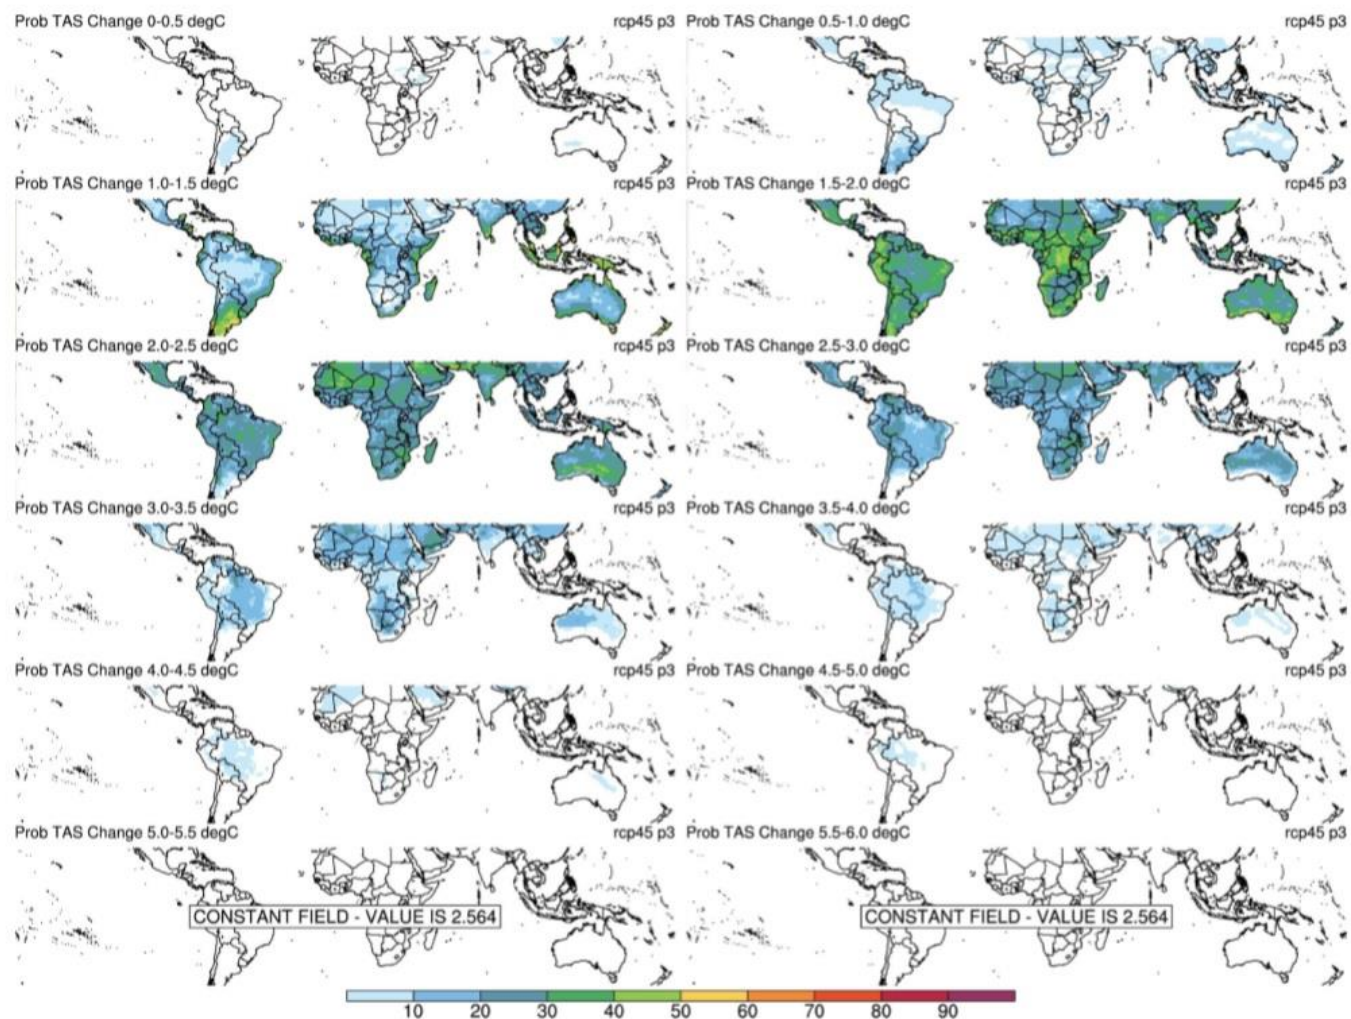 Prob TAS Change 0-0.5 degC rcp45 p3 Prob TAS Change 0.5-1.0 degC rcp45 p3
Prob TAS Change 1.0-1.5 degC rcp45 p3 Prob TAS Change 1.5-2.0 degC rcp45 p3
Prob TAS Change 2.0-2.5 degC rcp45 p3 Prob TAS Change 2.5-3.0 degC rcp45 p3
Prob TAS Change 3.0-3.5 degC rcp45 p3 Prob TAS Change 3.5-4.0 degC rcp45 p3
Prob TAS Change 4.0-4.5 degC rcp45 p3 Prob TAS Change 4.5-5.0 degC rcp45 p3
Prob TAS Change 5.0-5.5 degC rcp45 p3 Prob TAS Change 5.5-6.0 degC rcp45 p3
CONSTANT FIELD - VALUE IS 2.564 CONSTANT FIELD - VALUE IS 2.564
10 20 30 40 50 60 70 80 90